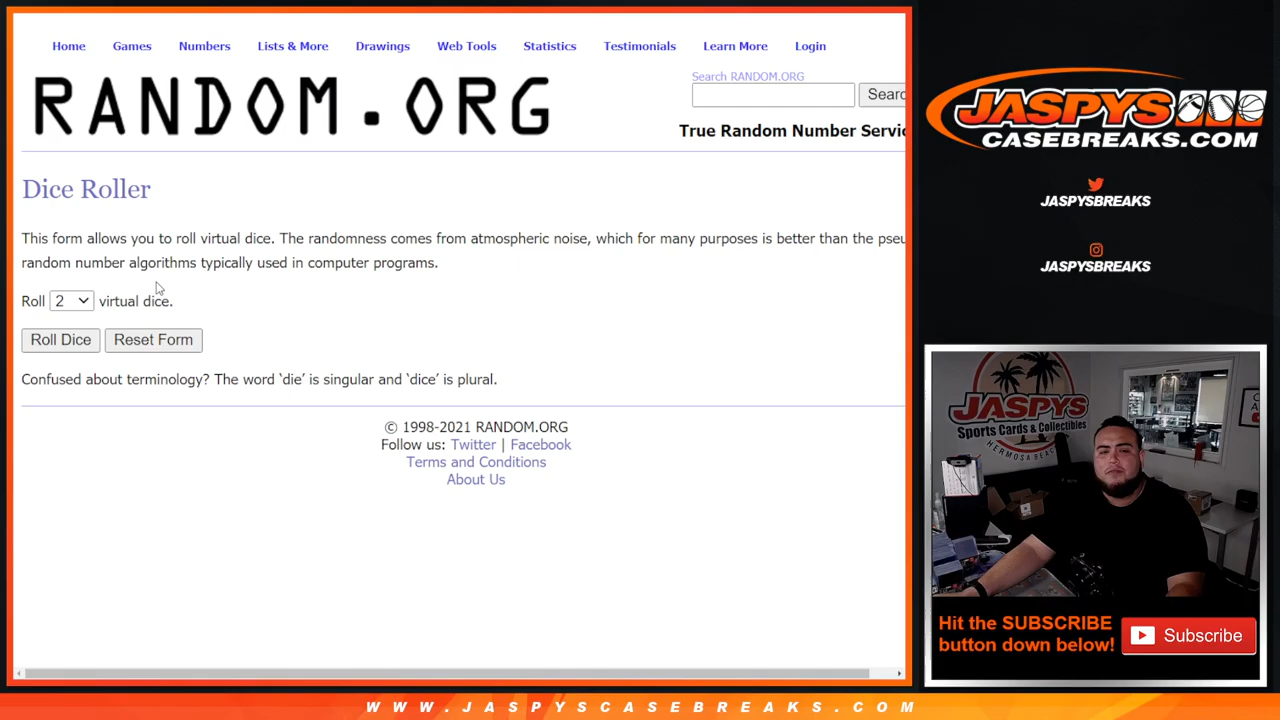 Home Games Numbers Lists & More Drawings Web Tools Statistics Testimonials Learn More Login
RANDOM.ORG
Search RANDOM.ORG
Searc
True Random Number Servic
Dice Roller
This form allows you to roll virtual dice. The randomness comes from atmospheric noise, which for many purposes is better than the pseu
random number algorithms typically used in computer programs.
Roll 2 virtual dice.
Roll Dice Reset Form
Confused about terminology? The word ‘die’ is singular and ‘dice’ is plural.
© 1998-2021 RANDOM.ORG
Follow us: Twitter | Facebook
Terms and Conditions
About Us
JASPYS
CASEBREAKS.COM
JASPYSBREAKS
JASPYSBREAKS
JASPYS
Sports Cards & Collectibles
HERMOSA BEACH
Hit the SUBSCRIBE
button down below!
Subscribe
WWW.JASPYSCASEBREAKS.COM